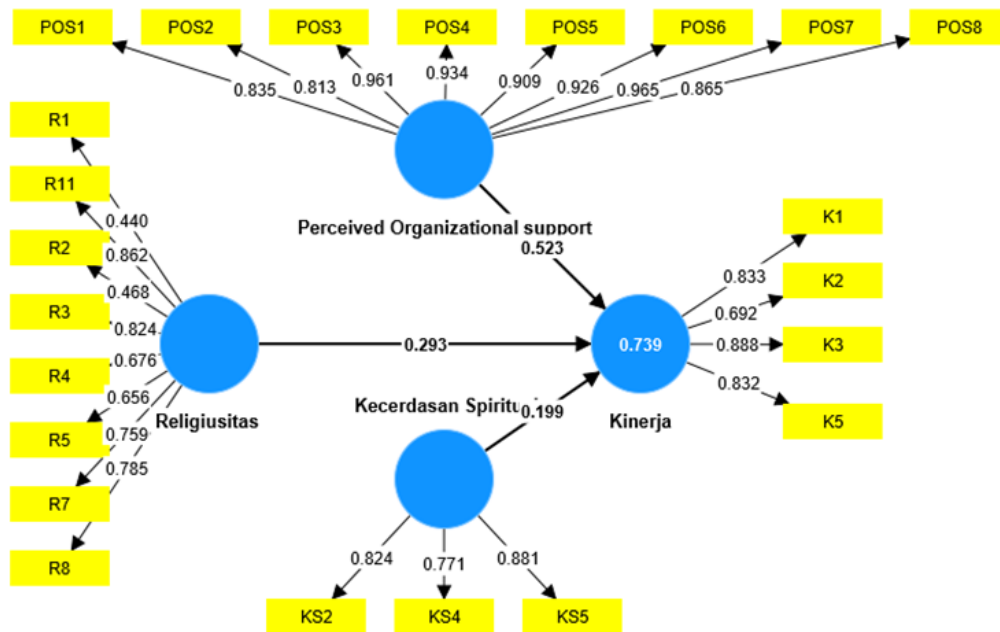 POS1 POS2 POS3 POS4 POS5 POS6 POS7 POS8
0.835 0.813 0.961 0.934 0.909 0.926 0.965 0.865
R1
R11
R2
R3
R4
R5
R7
R8
0.440
0.862
0.468
0.824
0.676
0.656
0.759
0.785
Religiusitas
Perceived Organizational support
0.523
0.293
Kecerdasan
0.199
0.739
Kinerja
K1
K2
K3
K5
0.833
0.692
0.888
0.832
0.824 0.771 0.881
KS2 KS4 KS5